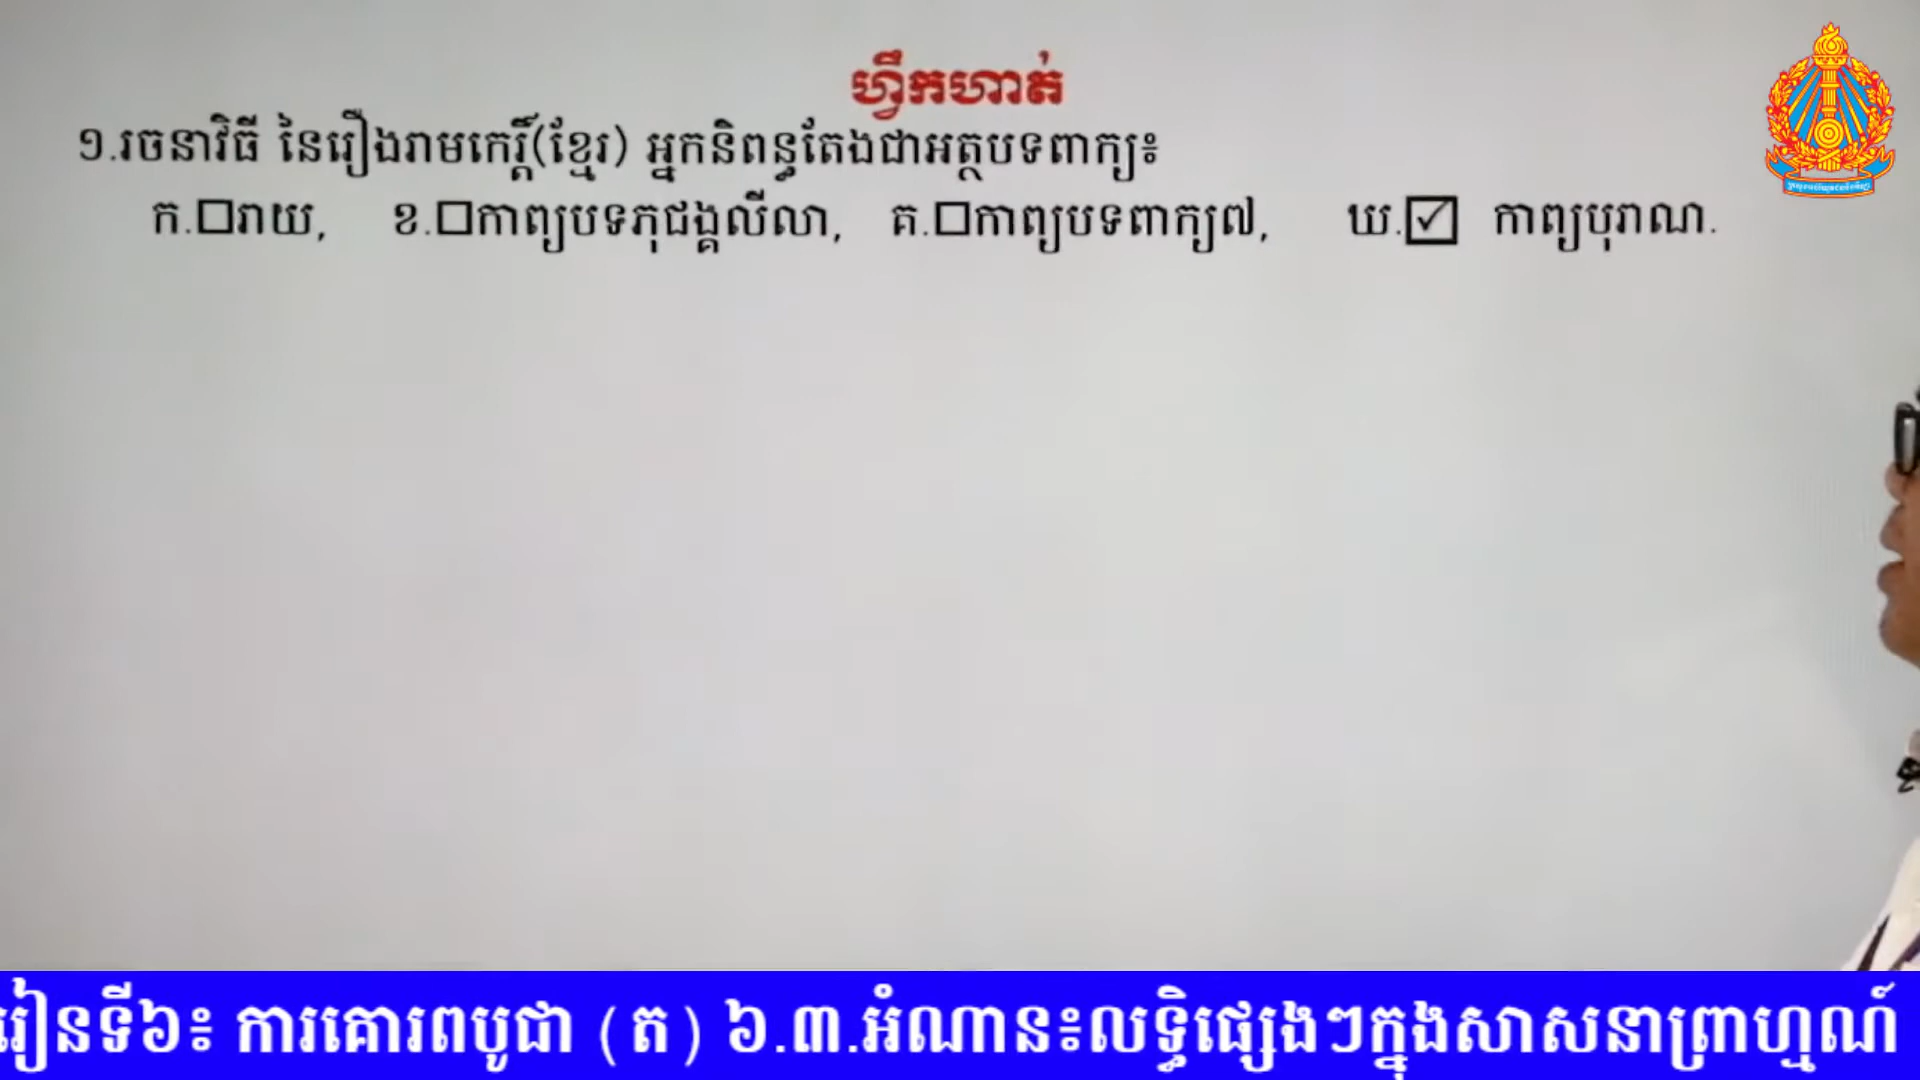 ហ្វឹកហាត់
១.រចនាវិធី នៃរឿងរាមកេរ្តិ៍(ខ្មែរ) អ្នកនិពន្ធតែងជាអត្ថបទពាក្យ៖
ក.☐រាយ, ខ.☐កាព្យបទភុជង្គលីលា, គ.☐កាព្យបទពាក្យ៧, ឃ.☑ កាព្យបុរាណ.
រៀនទី៦៖ ការគោរពបូជា (ត) ៦.៣.អំណាន៖លទ្ធិផ្សេងៗក្នុងសាសនាព្រាហ្មណ៍